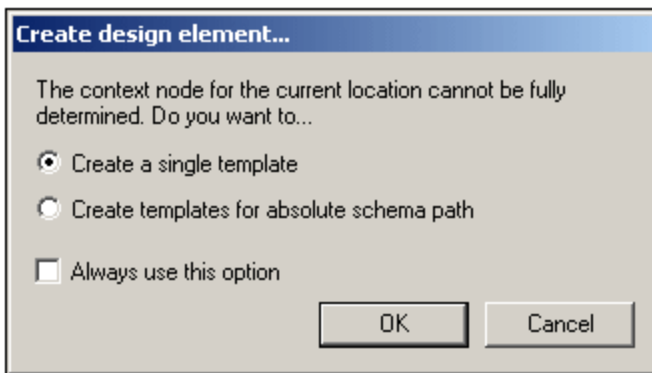 Create design element...
The context node for the current location cannot be fully
determined. Do you want to...
Create a single template
Create templates for absolute schema path
Always use this option
OK Cancel